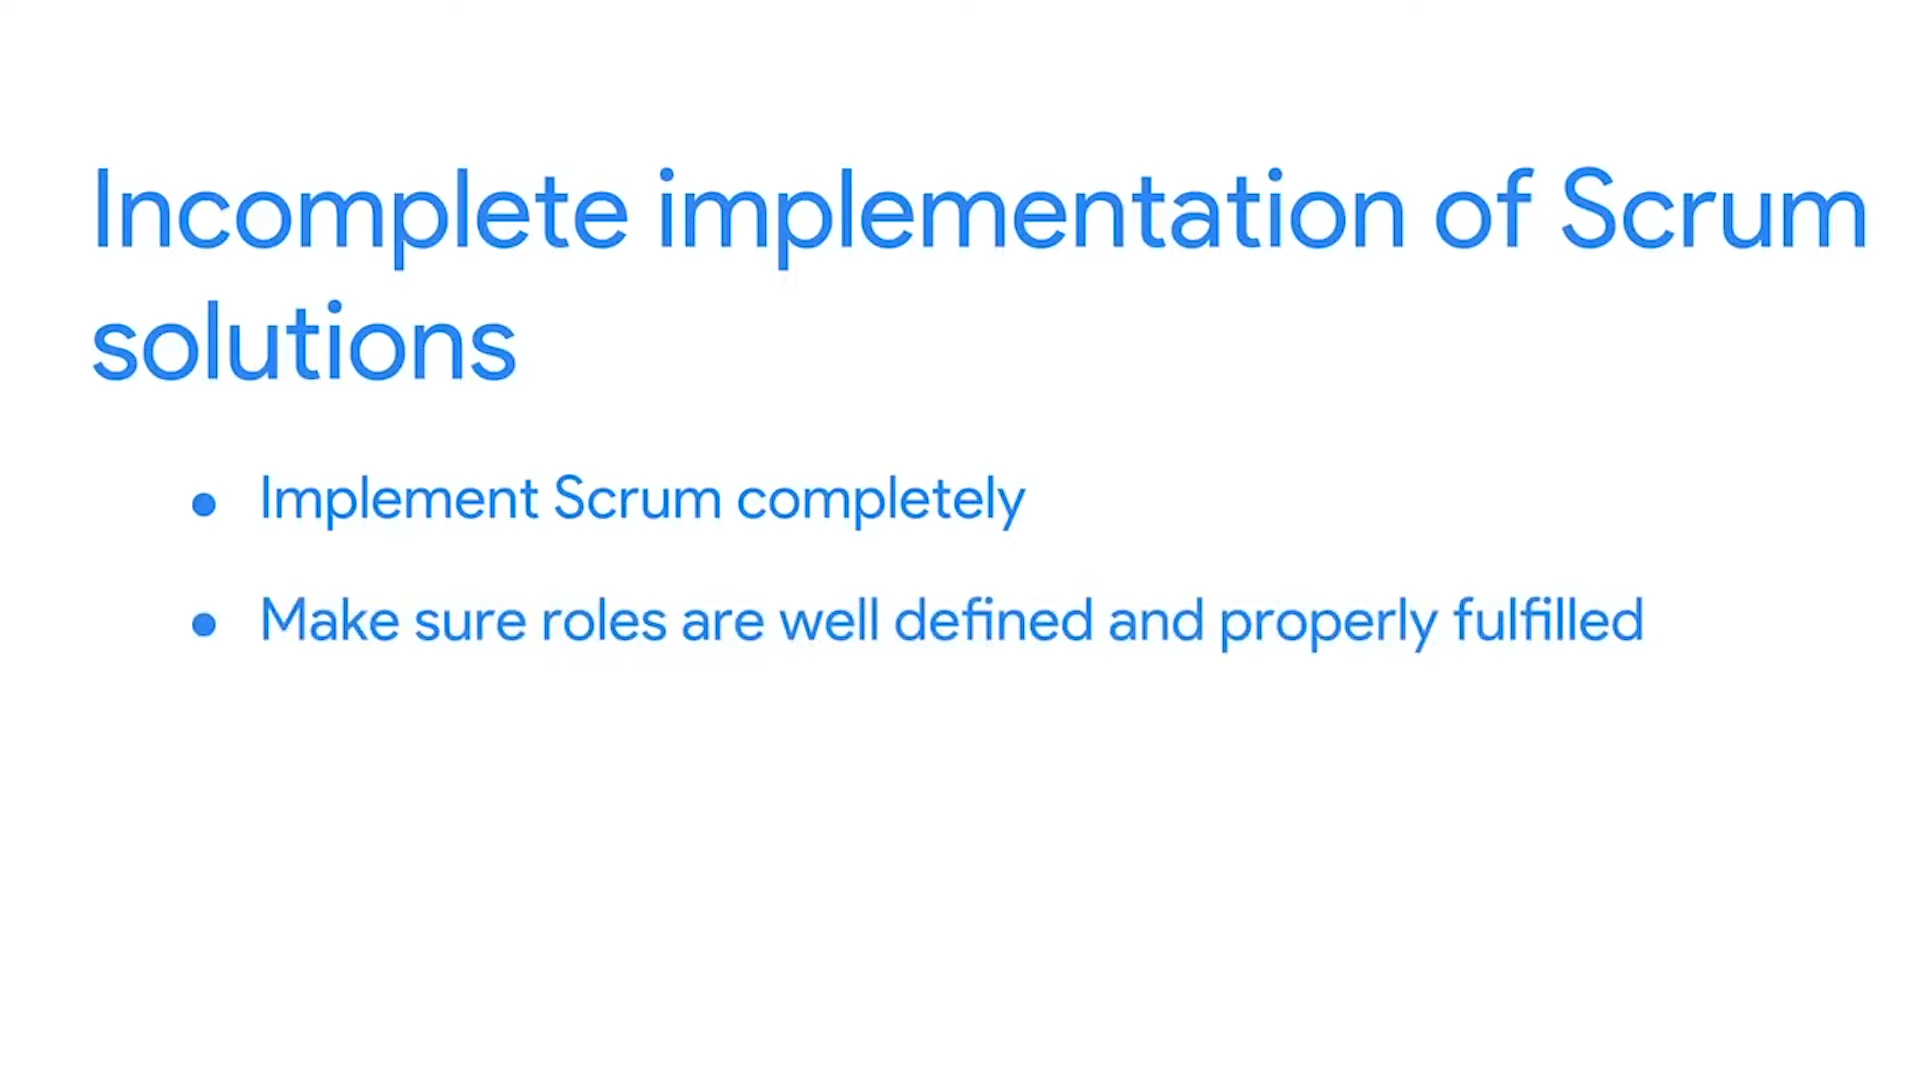 Incomplete implementation of Scrum
solutions
● Implement Scrum completely
● Make sure roles are well defined and properly fulfilled